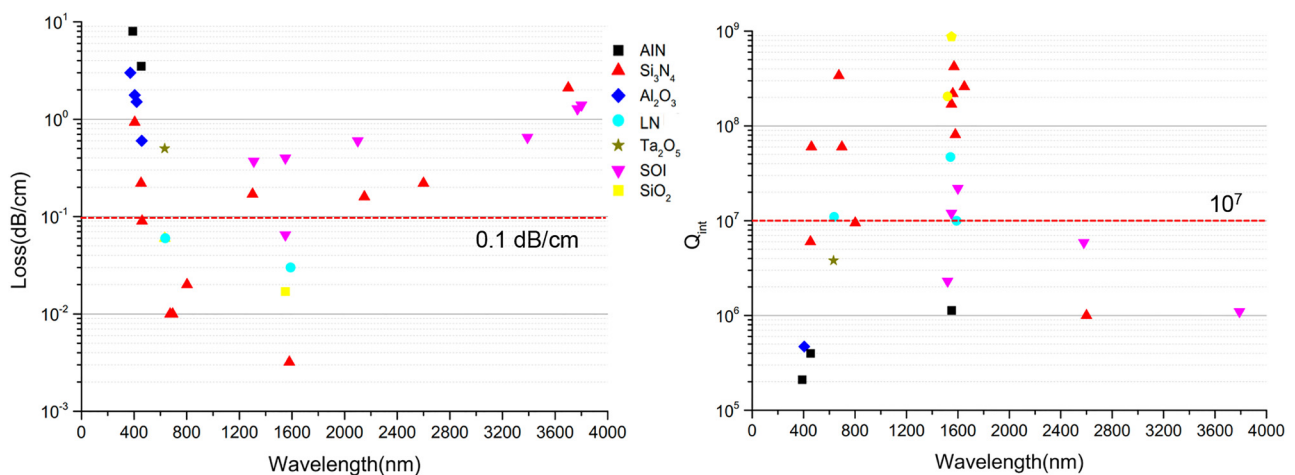 10¹
10⁰
10⁻¹
10⁻²
10⁻³
Loss(dB/cm)
0.1 dB/cm
0 400 800 1200 1600 2000 2400 2800 3200 3600 4000
Wavelength(nm)
AlN
Si₃N₄
Al₂O₃
LN
Ta₂O₅
SOI
SiO₂
10⁹
10⁸
10⁷
10⁶
10⁵
Qint
10⁷
0 400 800 1200 1600 2000 2400 2800 3200 3600 4000
Wavelength(nm)